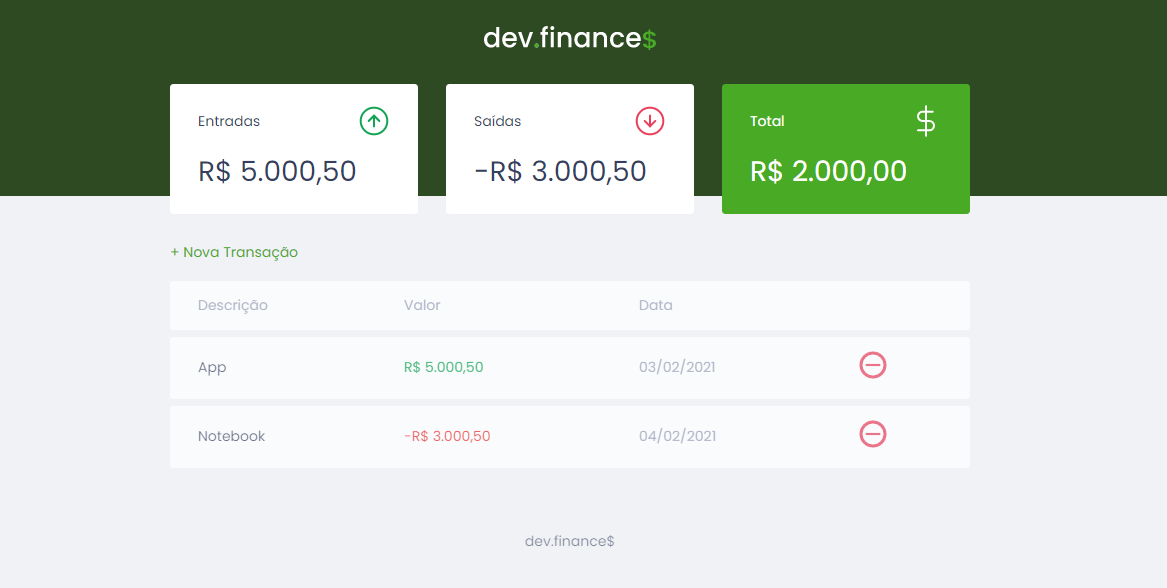 dev.finance$
Entradas
R$ 5.000,50
Saídas
-R$ 3.000,50
Total
$
R$ 2.000,00
+ Nova Transação
Descrição Valor Data
App R$ 5.000,50 03/02/2021
Notebook -R$ 3.000,50 04/02/2021
dev.finance$